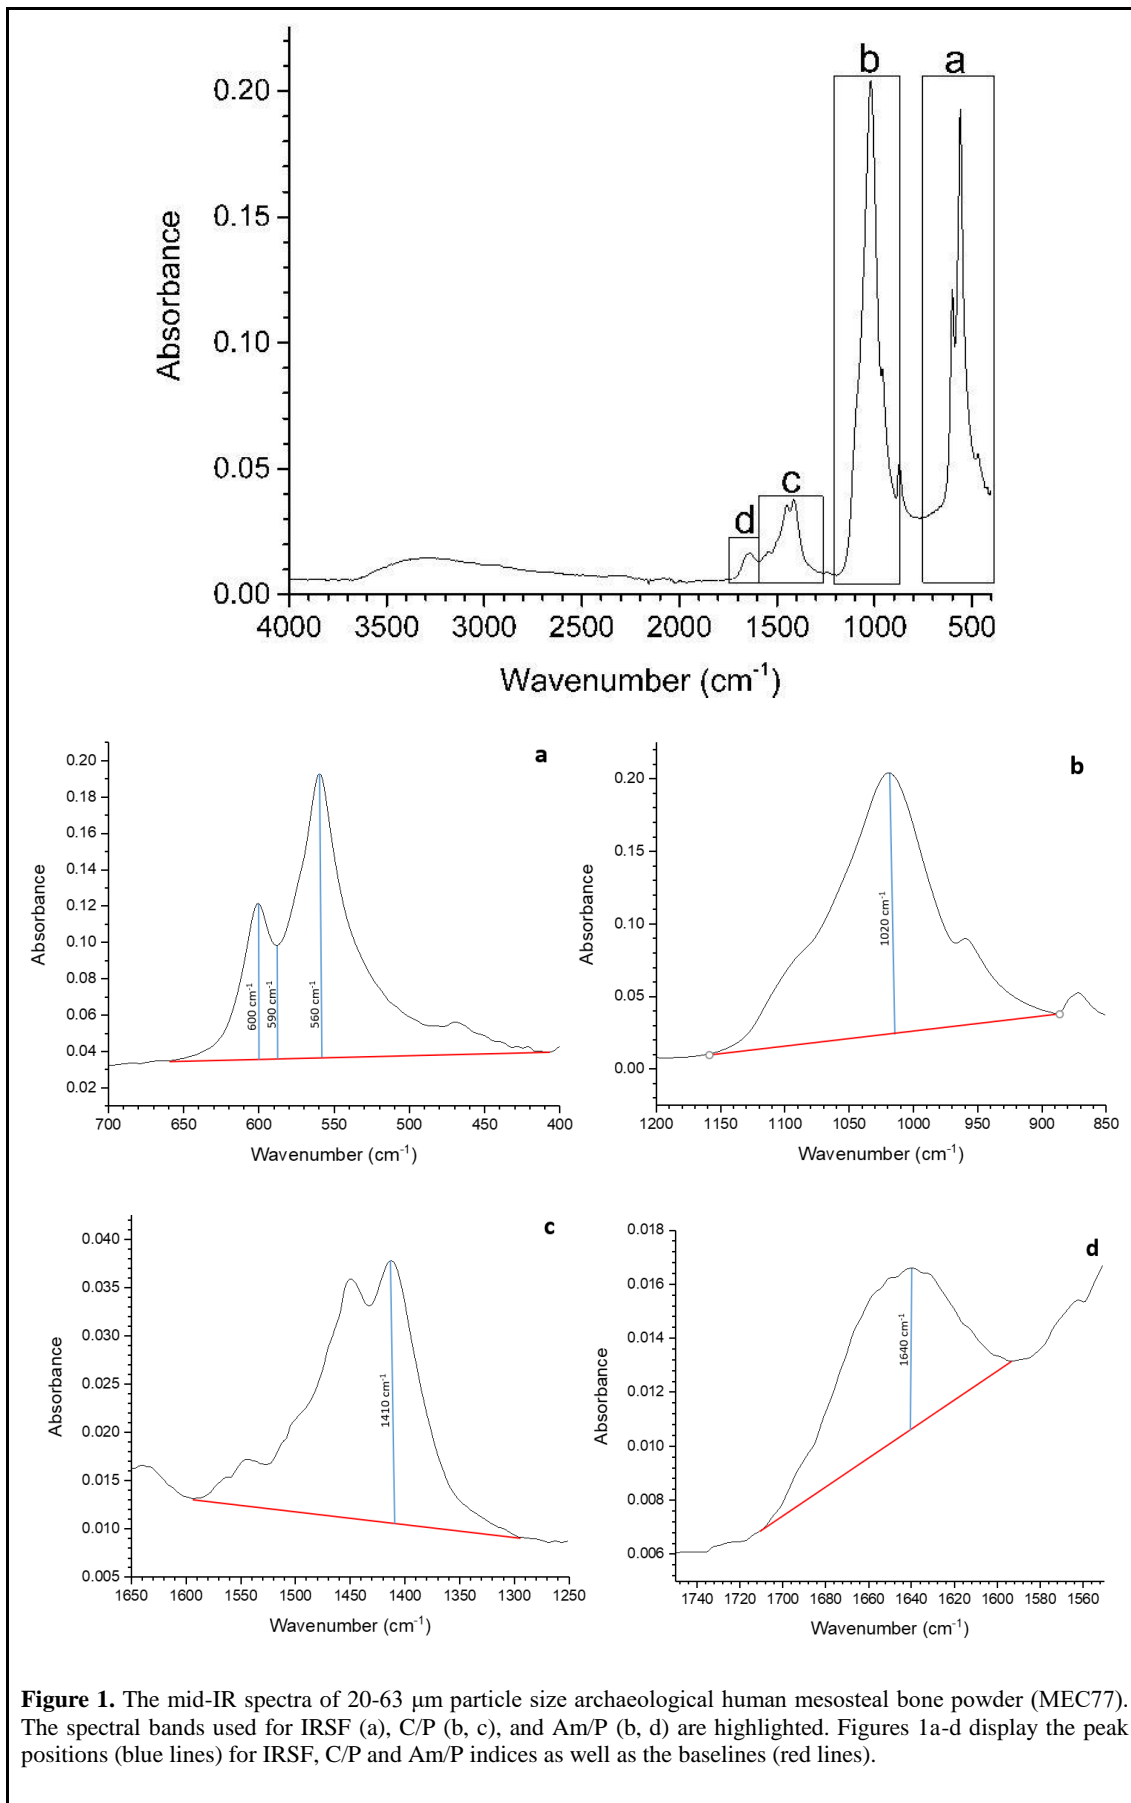 b a
0.20
0.15
0.10
0.05
0.00
Absorbance
c
d
4000 3500 3000 2500 2000 1500 1000 500
Wavenumber (cm-1)
a
0.20
0.18
0.16
0.14
0.12
0.10
0.08
0.06
0.04
0.02
Absorbance
600 cm-1
590 cm-1
560 cm-1
700 650 600 550 500 450 400
Wavenumber (cm-1)
b
0.20
0.15
0.10
0.05
0.00
Absorbance
1020 cm-1
1200 1150 1100 1050 1000 950 900 850
Wavenumber (cm-1)
c
0.040
0.035
0.030
0.025
0.020
0.015
0.010
0.005
Absorbance
1410 cm-1
1650 1600 1550 1500 1450 1400 1350 1300 1250
Wavenumber (cm-1)
d
0.018
0.016
0.014
0.012
0.010
0.008
0.006
Absorbance
1640 cm-1
1740 1720 1700 1680 1660 1640 1620 1600 1580 1560
Wavenumber (cm-1)
Figure 1. The mid-IR spectra of 20-63 μm particle size archaeological human mesosteal bone powder (MEC77).
The spectral bands used for IRSF (a), C/P (b, c), and Am/P (b, d) are highlighted. Figures 1a-d display the peak
positions (blue lines) for IRSF, C/P and Am/P indices as well as the baselines (red lines).